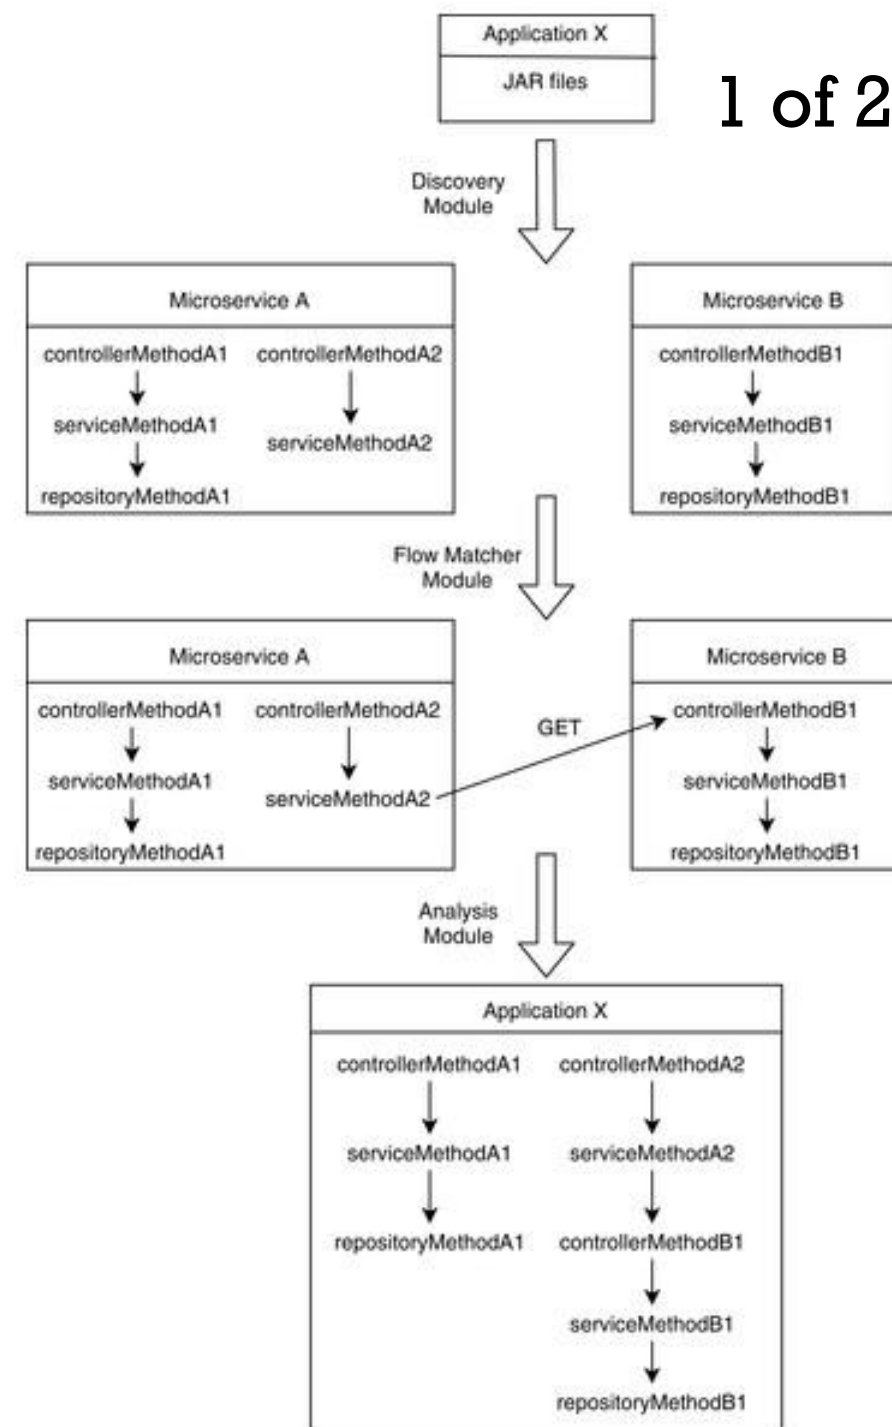 Application X
JAR files
1 of 2
Discovery
Module
Microservice A
controllerMethodA1
controllerMethodA2
serviceMethodA1
serviceMethodA2
repositoryMethodA1
Microservice B
controllerMethodB1
serviceMethodB1
repositoryMethodB1
Flow Matcher
Module
Microservice A
controllerMethodA1
controllerMethodA2
serviceMethodA1
serviceMethodA2
repositoryMethodA1
GET
Microservice B
controllerMethodB1
serviceMethodB1
repositoryMethodB1
Analysis
Module
Application X
controllerMethodA1
controllerMethodA2
serviceMethodA1
serviceMethodA2
repositoryMethodA1
controllerMethodB1
serviceMethodB1
repositoryMethodB1